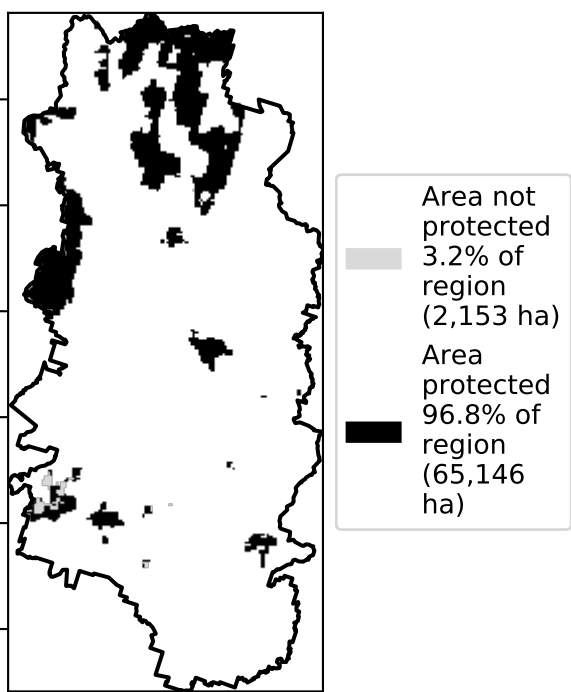 Area not
protected
3.2% of
region
(2,153 ha)
Area
protected
96.8% of
region
(65,146
ha)